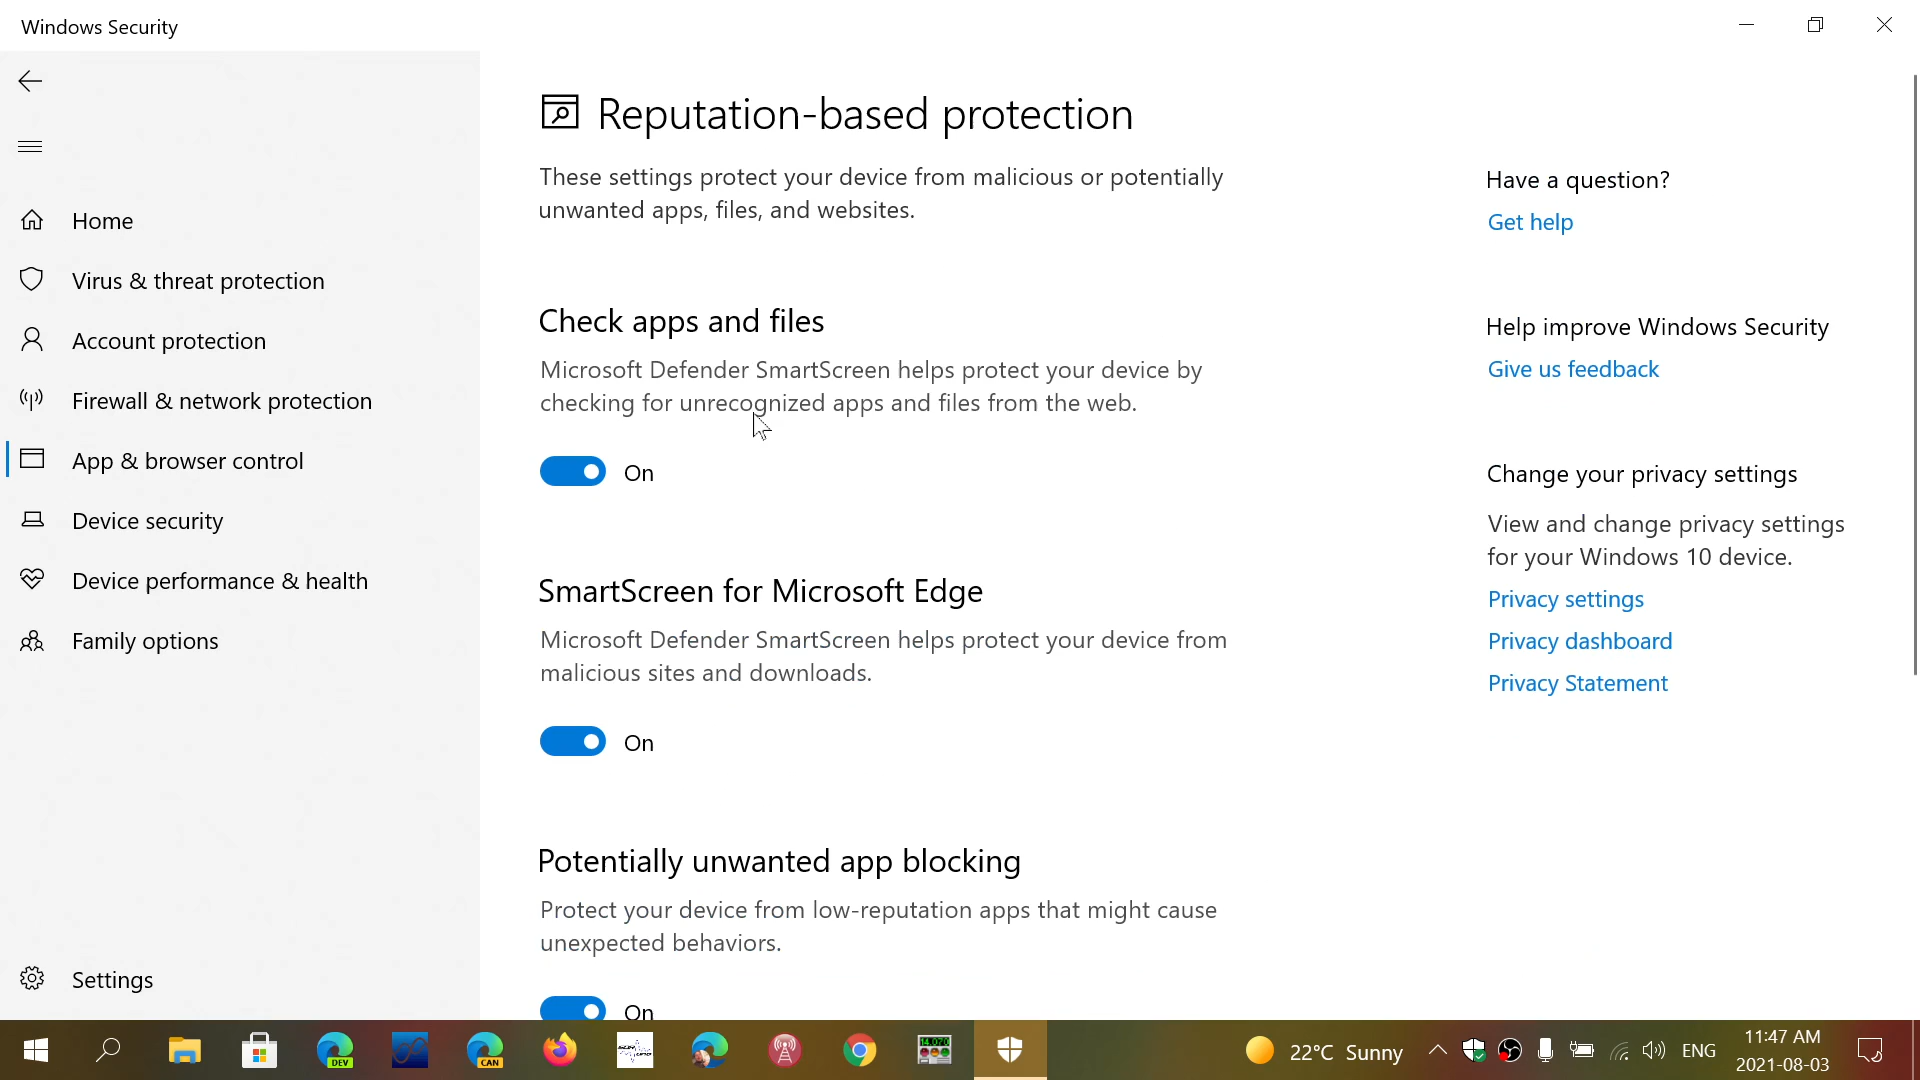 Windows Security
Home
Virus & threat protection
Account protection
Firewall & network protection
App & browser control
Device security
Device performance & health
Family options
Settings
Reputation-based protection
These settings protect your device from malicious or potentially
unwanted apps, files, and websites.
Check apps and files
Microsoft Defender SmartScreen helps protect your device by
checking for unrecognized apps and files from the web.
On
SmartScreen for Microsoft Edge
Microsoft Defender SmartScreen helps protect your device from
malicious sites and downloads.
On
Potentially unwanted app blocking
Protect your device from low-reputation apps that might cause
unexpected behaviors.
On
Have a question?
Get help
Help improve Windows Security
Give us feedback
Change your privacy settings
View and change privacy settings
for your Windows 10 device.
Privacy settings
Privacy dashboard
Privacy Statement
DEV
CAN
22°C Sunny
ENG
11:47 AM
2021-08-03